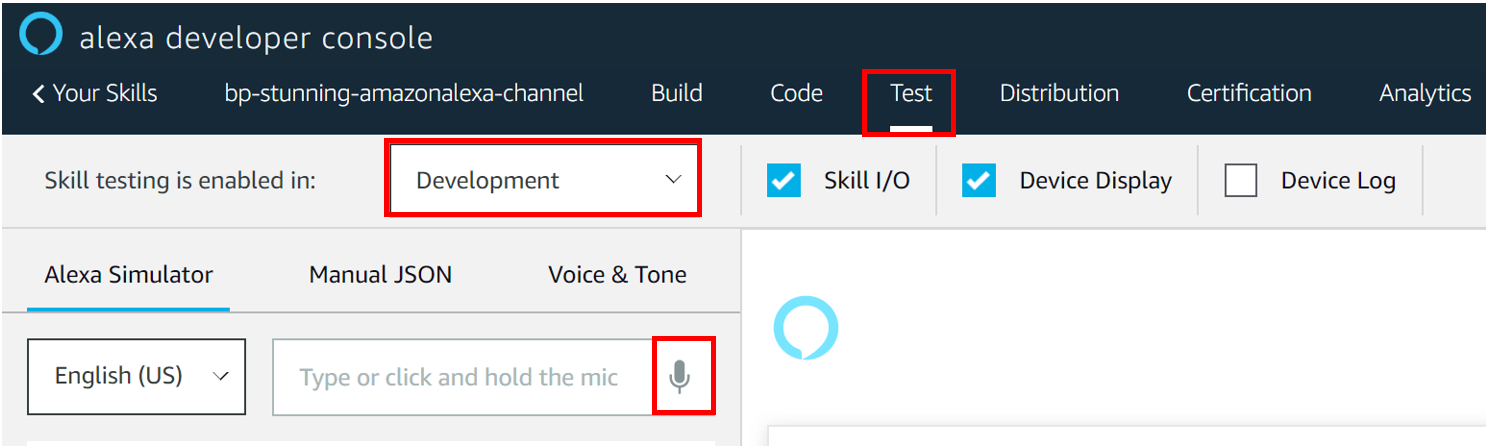 alexa developer console
Your Skills bp-stunning-amazonalexa-channel Build Code Test Distribution Certification Analytics
Skill testing is enabled in: Development Skill I/O Device Display Device Log
Alexa Simulator Manual JSON Voice & Tone
English (US) Type or click and hold the mic